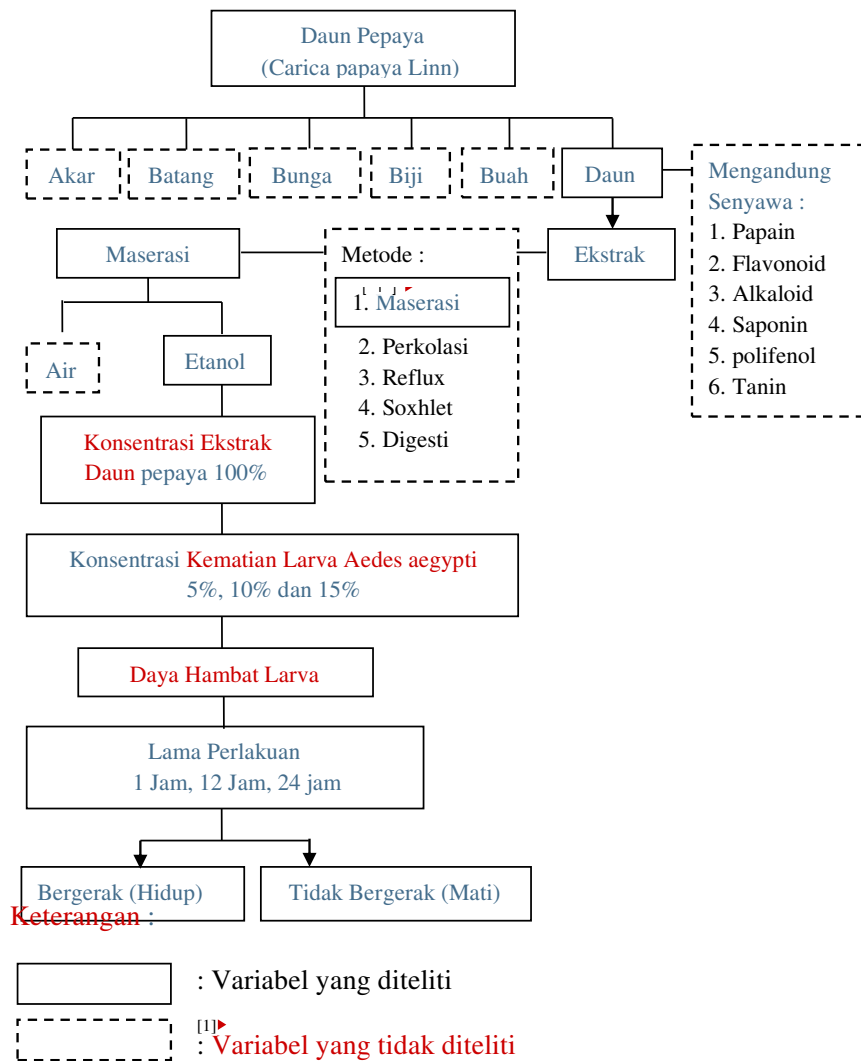 Daun Pepaya
(Carica papaya Linn)
Akar
Batang
Bunga
Biji
Buah
Daun
Mengandung
Senyawa :
1. Papain
2. Flavonoid
3. Alkaloid
4. Saponin
5. polifenol
6. Tanin
Maserasi
Metode :
1. Maserasi
2. Perkolasi
3. Reflux
4. Soxhlet
5. Digesti
Ekstrak
Air
Etanol
Konsentrasi Ekstrak
Daun pepaya 100%
Konsentrasi Kematian Larva Aedes aegypti
5%, 10% dan 15%
Daya Hambat Larva
Lama Perlakuan
1 Jam, 12 Jam, 24 jam
Bergerak (Hidup)
Tidak Bergerak (Mati)
Keterangan :
: Variabel yang diteliti
[1]
: Variabel yang tidak diteliti